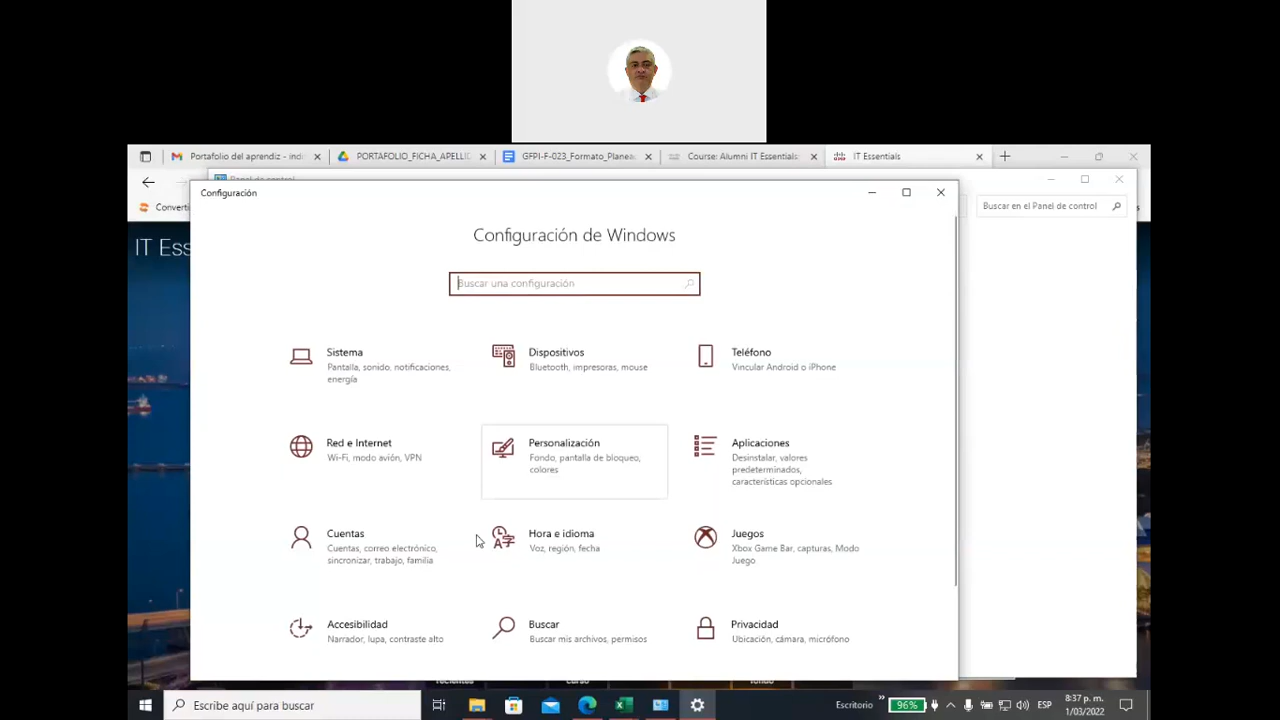 Portafolio del aprendiz - ind
PORTAFOLIO_FICHA_APELLID
GFPI-F-023_Formato_Planea
Course: Alumni IT Essentials
IT Essentials
Panel de control
Configuración
Converti
Buscar en el Panel de control
IT Ess
Configuración de Windows
Buscar una configuración
Sistema
Pantalla, sonido, notificaciones,
energía
Dispositivos
Bluetooth, impresoras, mouse
Teléfono
Vincular Android o iPhone
Red e Internet
Wi-Fi, modo avión, VPN
Personalización
Fondo, pantalla de bloqueo,
colores
Aplicaciones
Desinstalar, valores
predeterminados,
características opcionales
Cuentas
Cuentas, correo electrónico,
sincronizar, trabajo, familia
Hora e idioma
Voz, región, fecha
Juegos
Xbox Game Bar, capturas, Modo
Juego
Accesibilidad
Narrador, lupa, contraste alto
Buscar
Buscar mis archivos, permisos
Privacidad
Ubicación, cámara, micrófono
Escribe aquí para buscar
Escritorio
96%
ESP
8:37 p. m.
1/03/2022